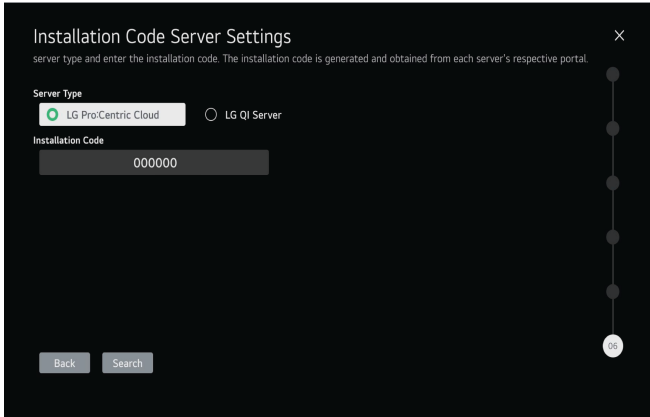 Installation Code Server Settings
server type and enter the installation code. The installation code is generated and obtained from each server's respective portal.
Server Type
LG Pro:Centric Cloud
LG QI Server
Installation Code
000000
06
Back
Search